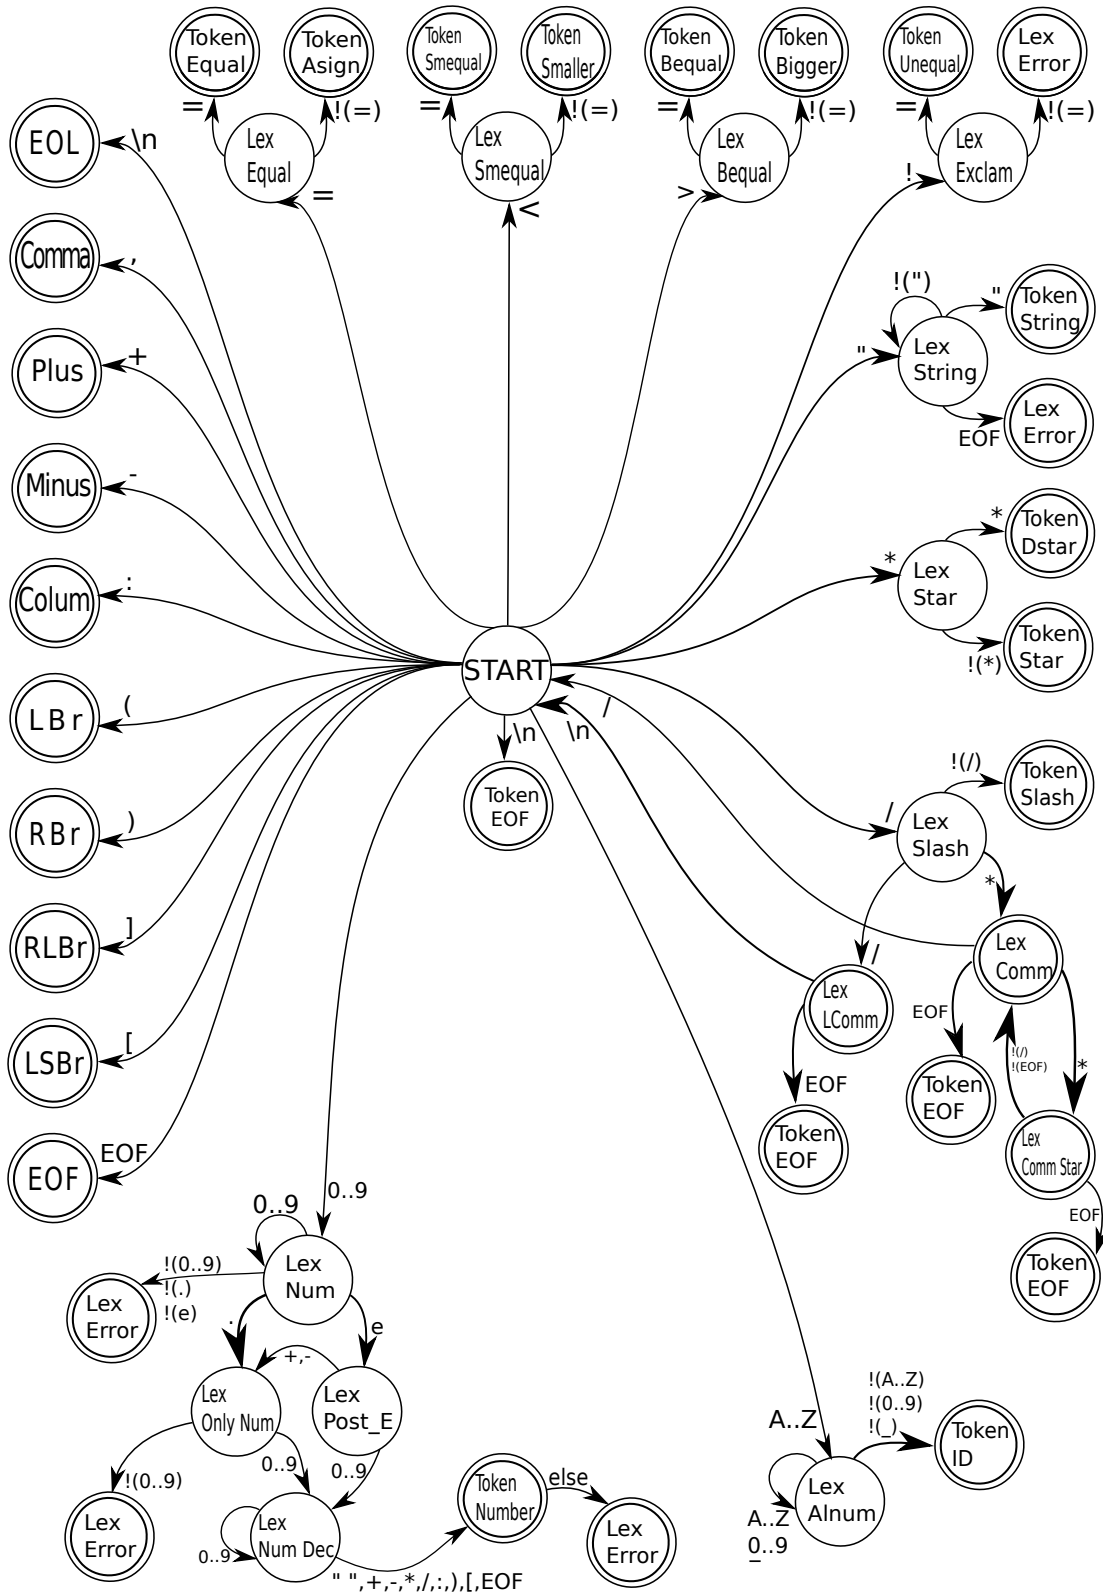 Token
Equal
Token
Asign
Token
Smequal
Token
Smaller
Token
Bequal
Token
Bigger
Token
Unequal
Lex
Error
=
!(=)
=
!(=)
=
!(=)
=
!(=)
Lex
Equal
Lex
Smequal
Lex
Bequal
Lex
Exclam
=
<
>
!
EOL
\n
Comma
,
Plus
+
Minus
-
Colum
:
LBr
(
RBr
)
RLBr
]
LSBr
[
EOF
EOF
START
\n
Token
EOF
\n
/
!(")
"
"
Lex
String
Token
String
EOF
Lex
Error
*
Lex
Star
*
Token
Dstar
!(*)
Token
Star
/
Lex
Slash
!(/)
Token
Slash
*
/
Lex
Comm
Lex
LComm
EOF
Token
EOF
EOF
Token
EOF
!(/)
!(EOF)
*
Lex
Comm Star
EOF
Token
EOF
0..9
0..9
Lex
Num
!(0..9)
!(.)
!(e)
Lex
Error
.
e
+,-
Lex
Only Num
Lex
Post_E
!(0..9)
0..9
0..9
Lex
Error
Lex
Num Dec
0..9
" ",+,-,*,/,:,),[,EOF
Token
Number
else
Lex
Error
A..Z
Lex
Alnum
A..Z
0..9
_
!(A..Z)
!(0..9)
!(_)
Token
ID